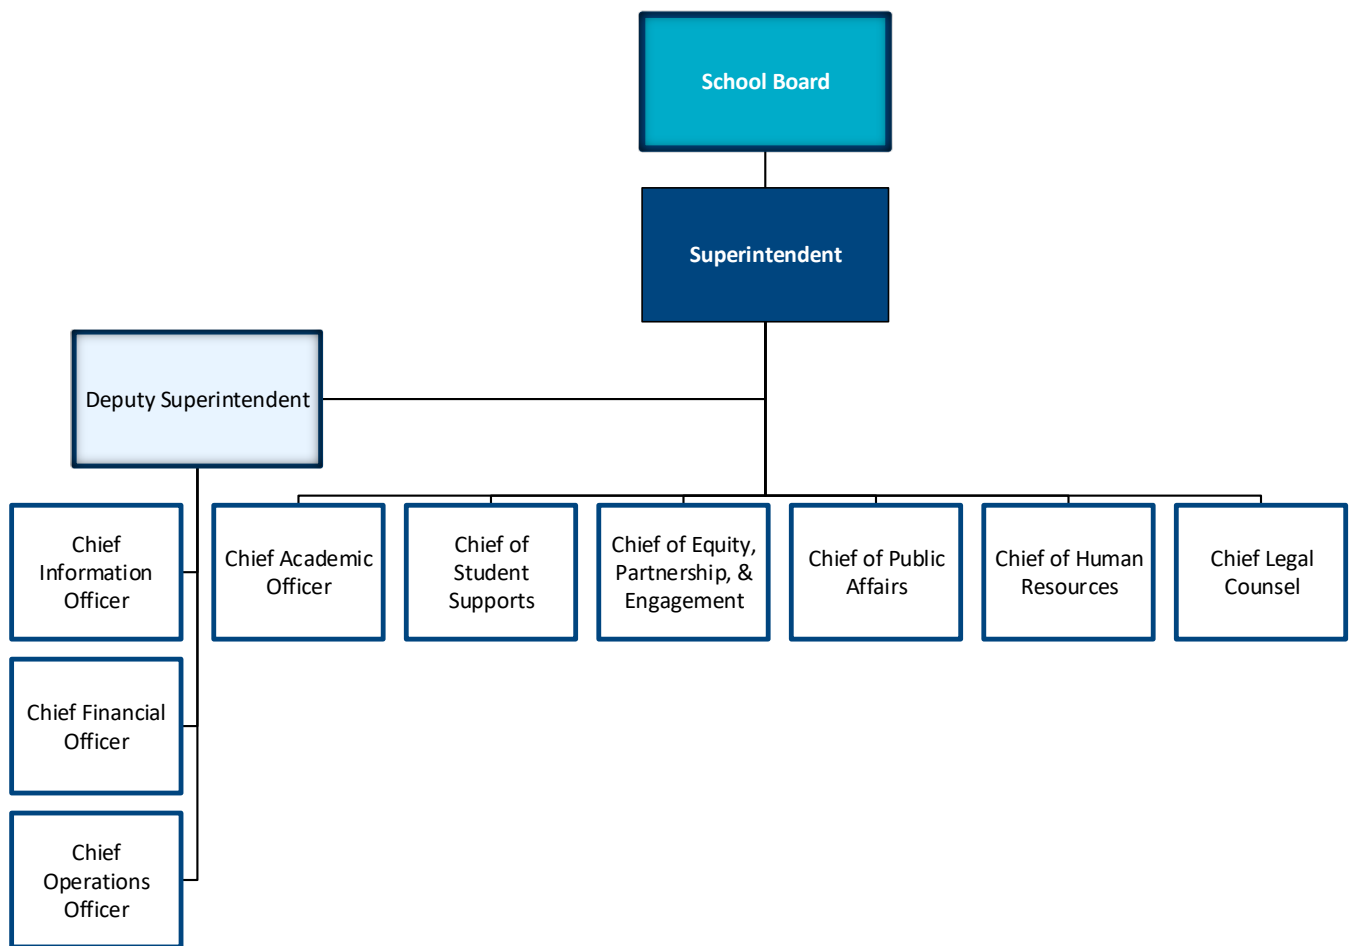 School Board
Superintendent
Deputy Superintendent
Chief
Information
Officer
Chief Financial
Officer
Chief
Operations
Officer
Chief Academic
Officer
Chief of
Student
Supports
Chief of Equity,
Partnership, &
Engagement
Chief of Public
Affairs
Chief of Human
Resources
Chief Legal
Counsel